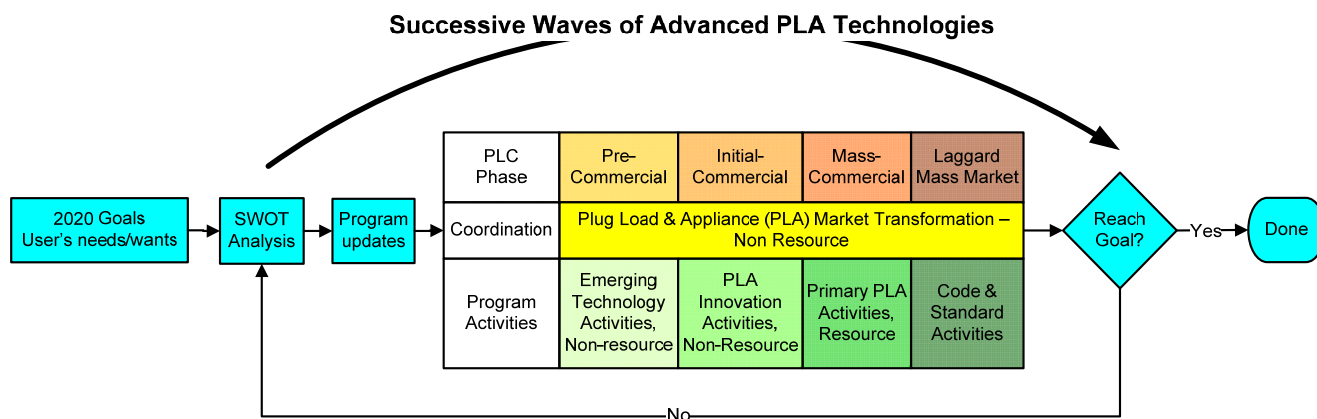 Successive Waves of Advanced PLA Technologies
2020 Goals
User's needs/wants
SWOT
Analysis
Program
updates
PLC
Phase
Pre–
Commercial
Initial-
Commercial
Mass-
Commercial
Laggard
Mass Market
Coordination
Plug Load & Appliance (PLA) Market Transformation –
Non Resource
Program
Activities
Emerging
Technology
Activities,
Non-resource
PLA
Innovation
Activities,
Non-Resource
Primary PLA
Activities,
Resource
Code &
Standard
Activities
Reach
Goal?
Yes
Done
No